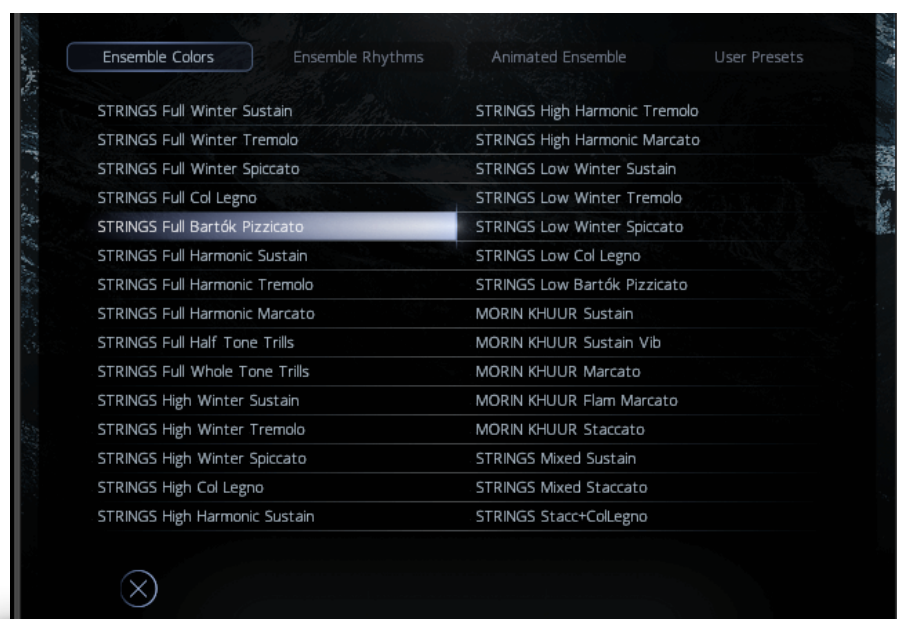 Ensemble Colors Ensemble Rhythms Animated Ensemble User Presets
STRINGS Full Winter Sustain
STRINGS Full Winter Tremolo
STRINGS Full Winter Spiccato
STRINGS Full Col Legno
STRINGS Full Bartók Pizzicato
STRINGS Full Harmonic Sustain
STRINGS Full Harmonic Tremolo
STRINGS Full Harmonic Marcato
STRINGS Full Half Tone Trills
STRINGS Full Whole Tone Trills
STRINGS High Winter Sustain
STRINGS High Winter Tremolo
STRINGS High Winter Spiccato
STRINGS High Col Legno
STRINGS High Harmonic Sustain
STRINGS High Harmonic Tremolo
STRINGS High Harmonic Marcato
STRINGS Low Winter Sustain
STRINGS Low Winter Tremolo
STRINGS Low Winter Spiccato
STRINGS Low Col Legno
STRINGS Low Bartók Pizzicato
MORIN KHUUR Sustain
MORIN KHUUR Sustain Vib
MORIN KHUUR Marcato
MORIN KHUUR Flam Marcato
MORIN KHUUR Staccato
STRINGS Mixed Sustain
STRINGS Mixed Staccato
STRINGS Stacc+ColLegno